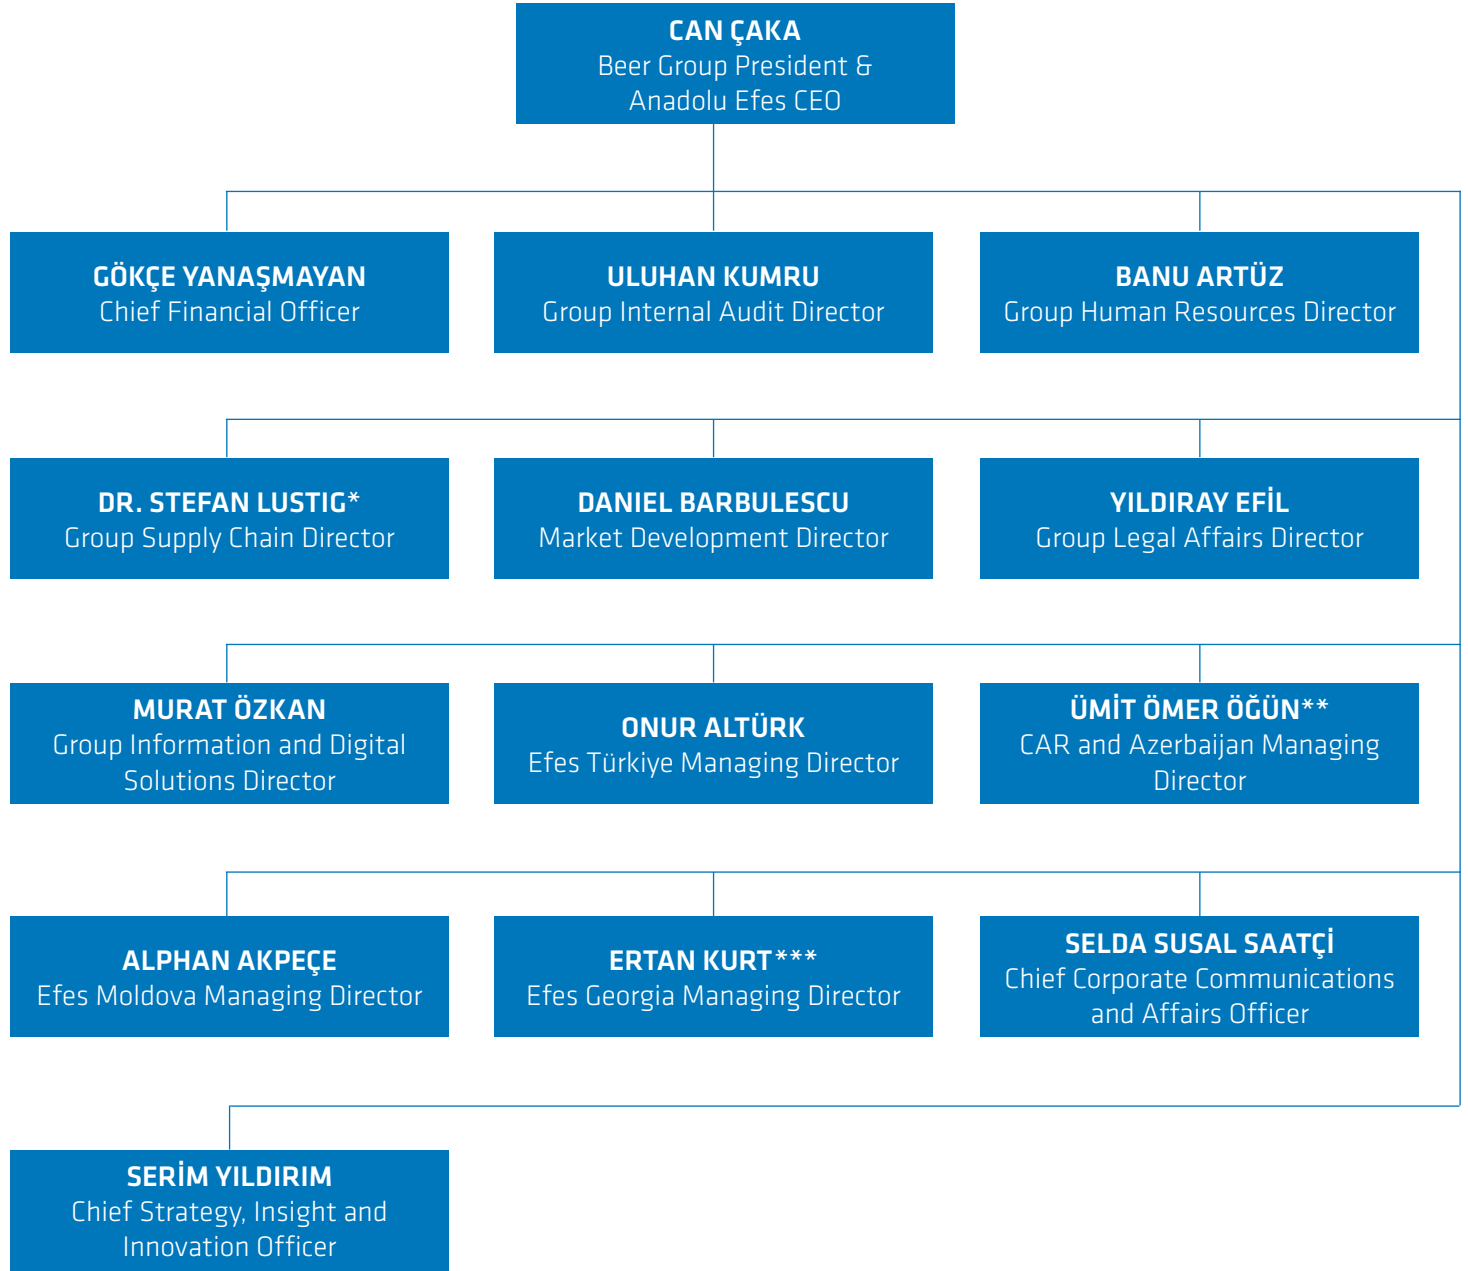 CAN ÇAKA
Beer Group President &
Anadolu Efes CEO
GÖKÇE YANAŞMAYAN
Chief Financial Officer
ULUHAN KUMRU
Group Internal Audit Director
BANU ARTÜZ
Group Human Resources Director
DR. STEFAN LUSTIG*
Group Supply Chain Director
DANIEL BARBULESCU
Market Development Director
YILDIRAY EFİL
Group Legal Affairs Director
MURAT ÖZKAN
Group Information and Digital
Solutions Director
ONUR ALTÜRK
Efes Türkiye Managing Director
ÜMİT ÖMER ÖĞÜN**
CAR and Azerbaijan Managing
Director
ALPHAN AKPEÇE
Efes Moldova Managing Director
ERTAN KURT***
Efes Georgia Managing Director
SELDA SUSAL SAATÇİ
Chief Corporate Communications
and Affairs Officer
SERİM YILDIRIM
Chief Strategy, Insight and
Innovation Officer